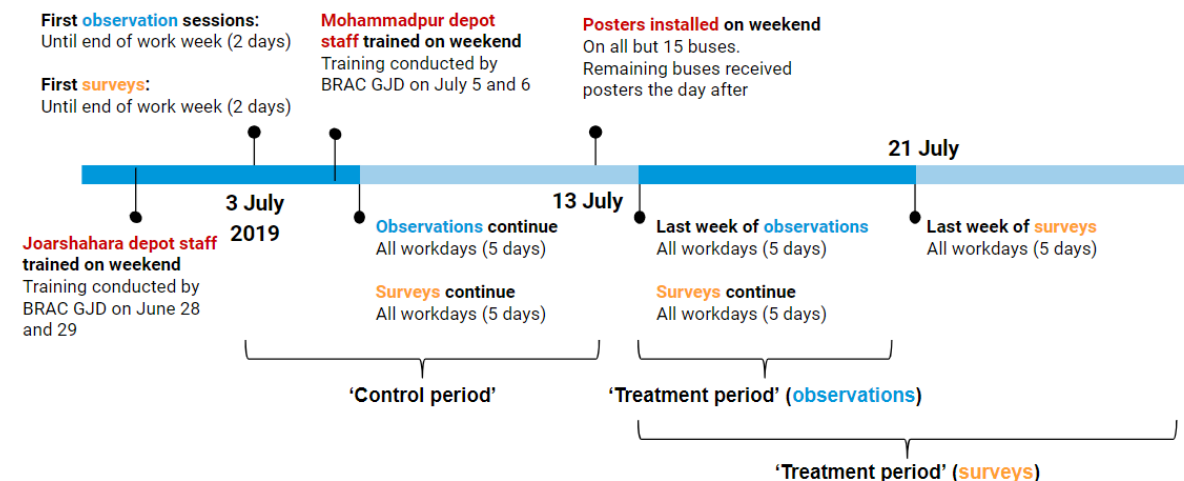 First observation sessions:
Until end of work week (2 days)
First surveys:
Until end of work week (2 days)
Mohammadpur depot
staff trained on weekend
Training conducted by
BRAC GJD on July 5 and 6
Posters installed on weekend
On all but 15 buses.
Remaining buses received
posters the day after
21 July
3 July
2019
13 July
Joarshahara depot staff
trained on weekend
Training conducted by
BRAC GJD on June 28
and 29
Observations continue
All workdays (5 days)
Surveys continue
All workdays (5 days)
Last week of observations
All workdays (5 days)
Surveys continue
All workdays (5 days)
Last week of surveys
All workdays (5 days)
‘Control period’
‘Treatment period’ (observations)
‘Treatment period’ (surveys)